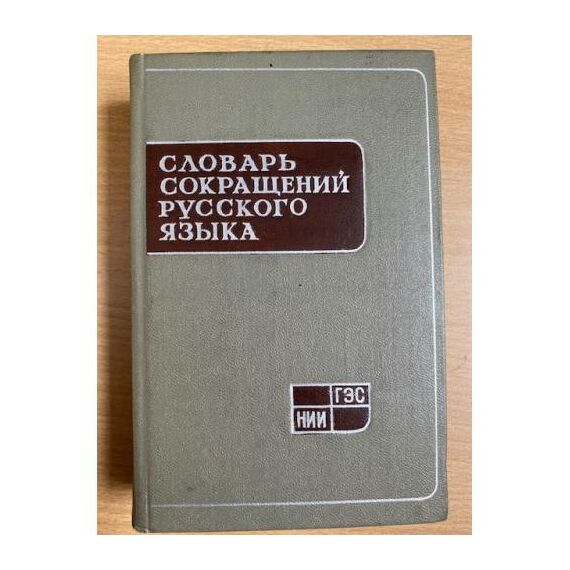 СЛОВАРЬ
СОКРАЩЕНИЙ
РУССКОГО
ЯЗЫКА
ГЭС
НИИ